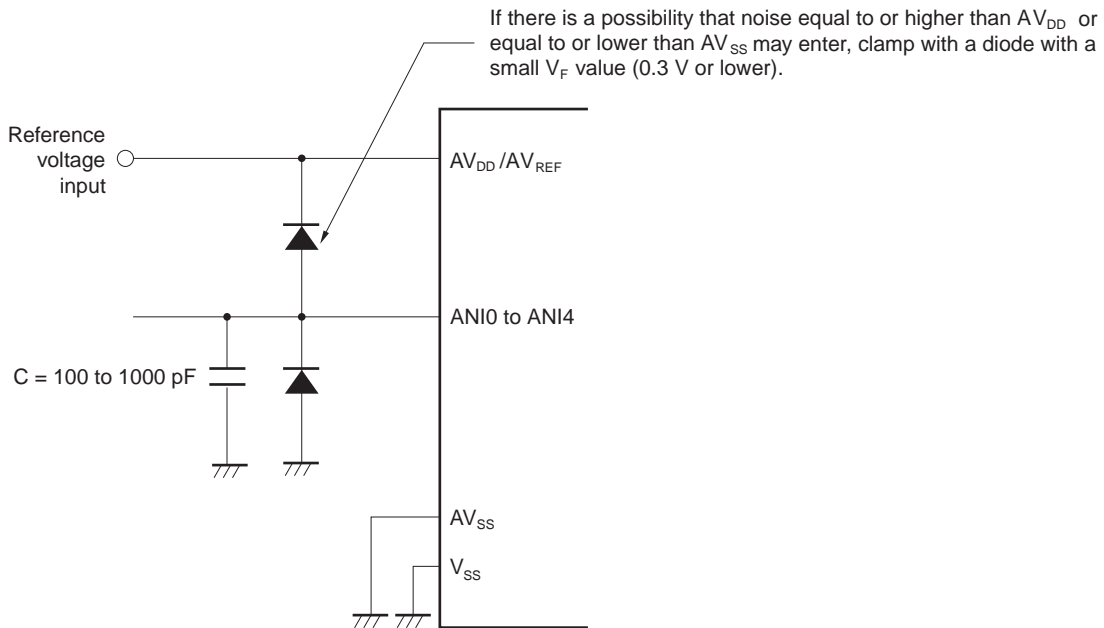 If there is a possibility that noise equal to or higher than AVDD or
equal to or lower than AVSS may enter, clamp with a diode with a
small VF value (0.3 V or lower).
Reference
voltage
input
AVDD /AVREF
ANI0 to ANI4
C = 100 to 1000 pF
AVSS
VSS